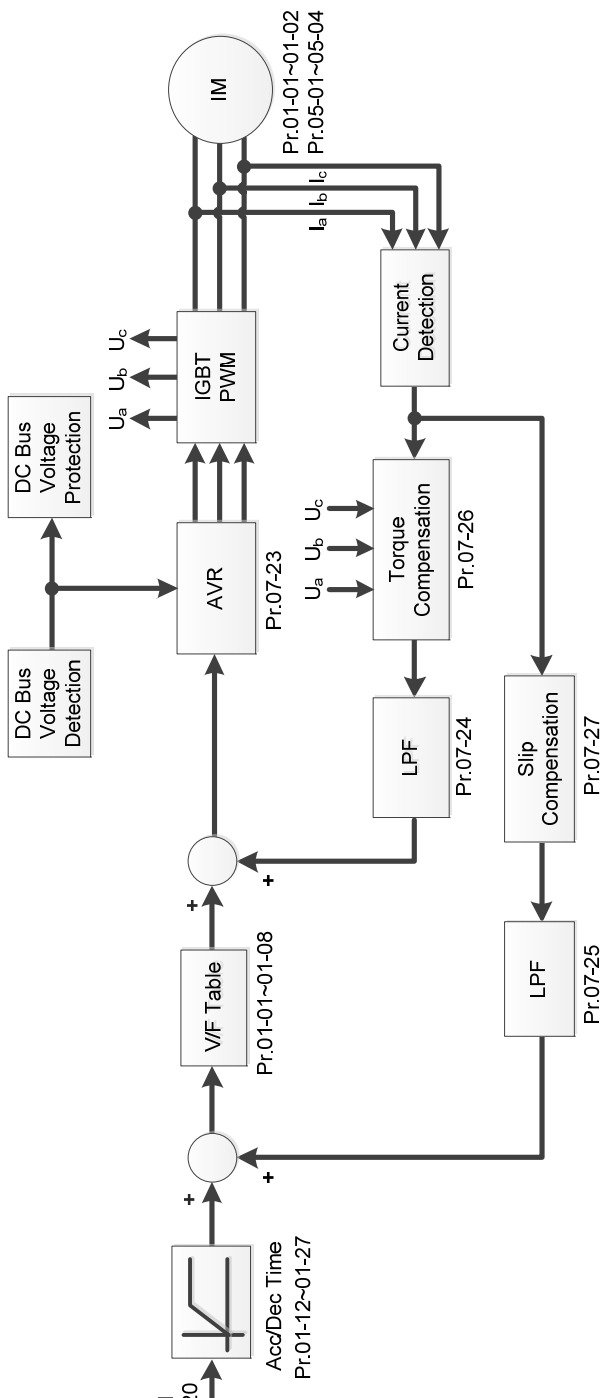 DC Bus
Voltage
Detection
DC Bus
Voltage
Protection
Acc/Dec Time
Pr.01-12~01-27
+
+
V/F Table
Pr.01-01~01-08
+
+
AVR
Pr.07-23
IGBT
PWM
Ua
Ub
Uc
IM
Pr.01-01~01-02
Pr.05-01~05-04
Ia
Ib
Ic
Current
Detection
Torque
Compensation
Pr.07-26
Ua
Ub
Uc
LPF
Pr.07-24
Slip
Compensation
Pr.07-27
LPF
Pr.07-25
20